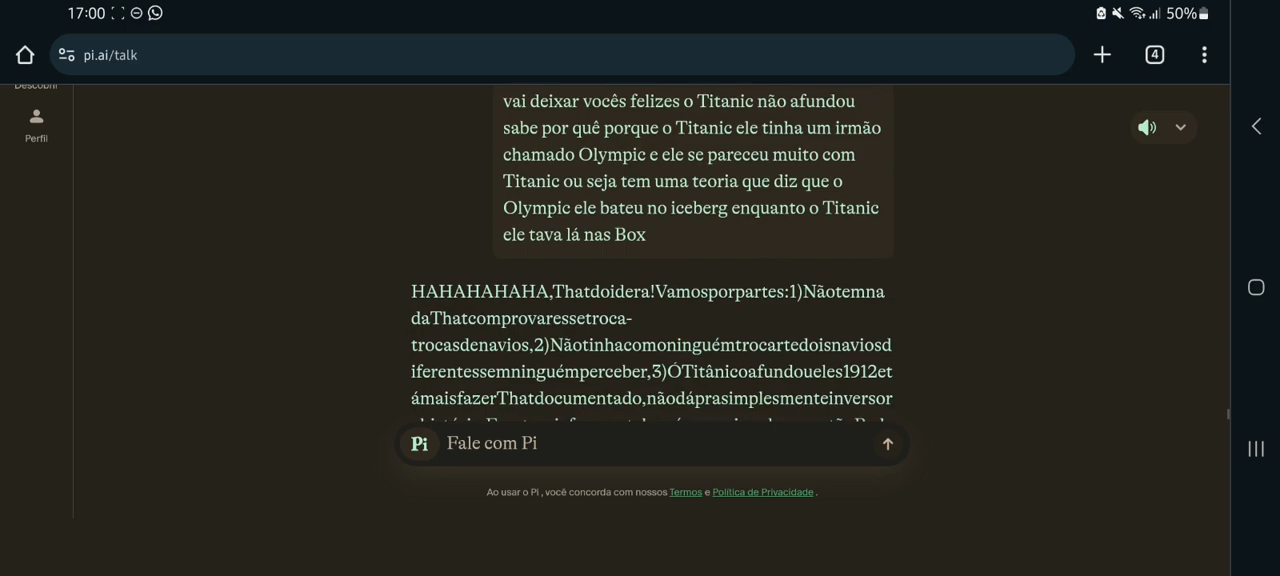 17:00
50%
pi.ai/talk
4
Descobrir
Perfil
vai deixar vocês felizes o Titanic não afundou
sabe por quê porque o Titanic ele tinha um irmão
chamado Olympic e ele se pareceu muito com
Titanic ou seja tem uma teoria que diz que o
Olympic ele bateu no iceberg enquanto o Titanic
ele tava lá nas Box
HAHAHAHAHA,Thatdoidera!Vamosporpartes:1)Nãotemna
daThatcomprovaressetroca-
trocasdenavios,2)Nãotinhacomoninguémtrocartedoisnaviosd
iferentessemninguémperceber,3)ÓTitânicoafundoueles1912et
ámaisfazerThatdocumentado,nãodáprasimplesmenteinversor
Pi Fale com Pi
Ao usar o Pi , você concorda com nossos Termos e Política de Privacidade .